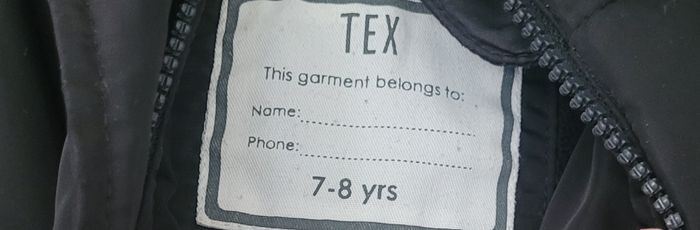 TEX
This garment belongs to:
Name:
Phone:
7-8 yrs